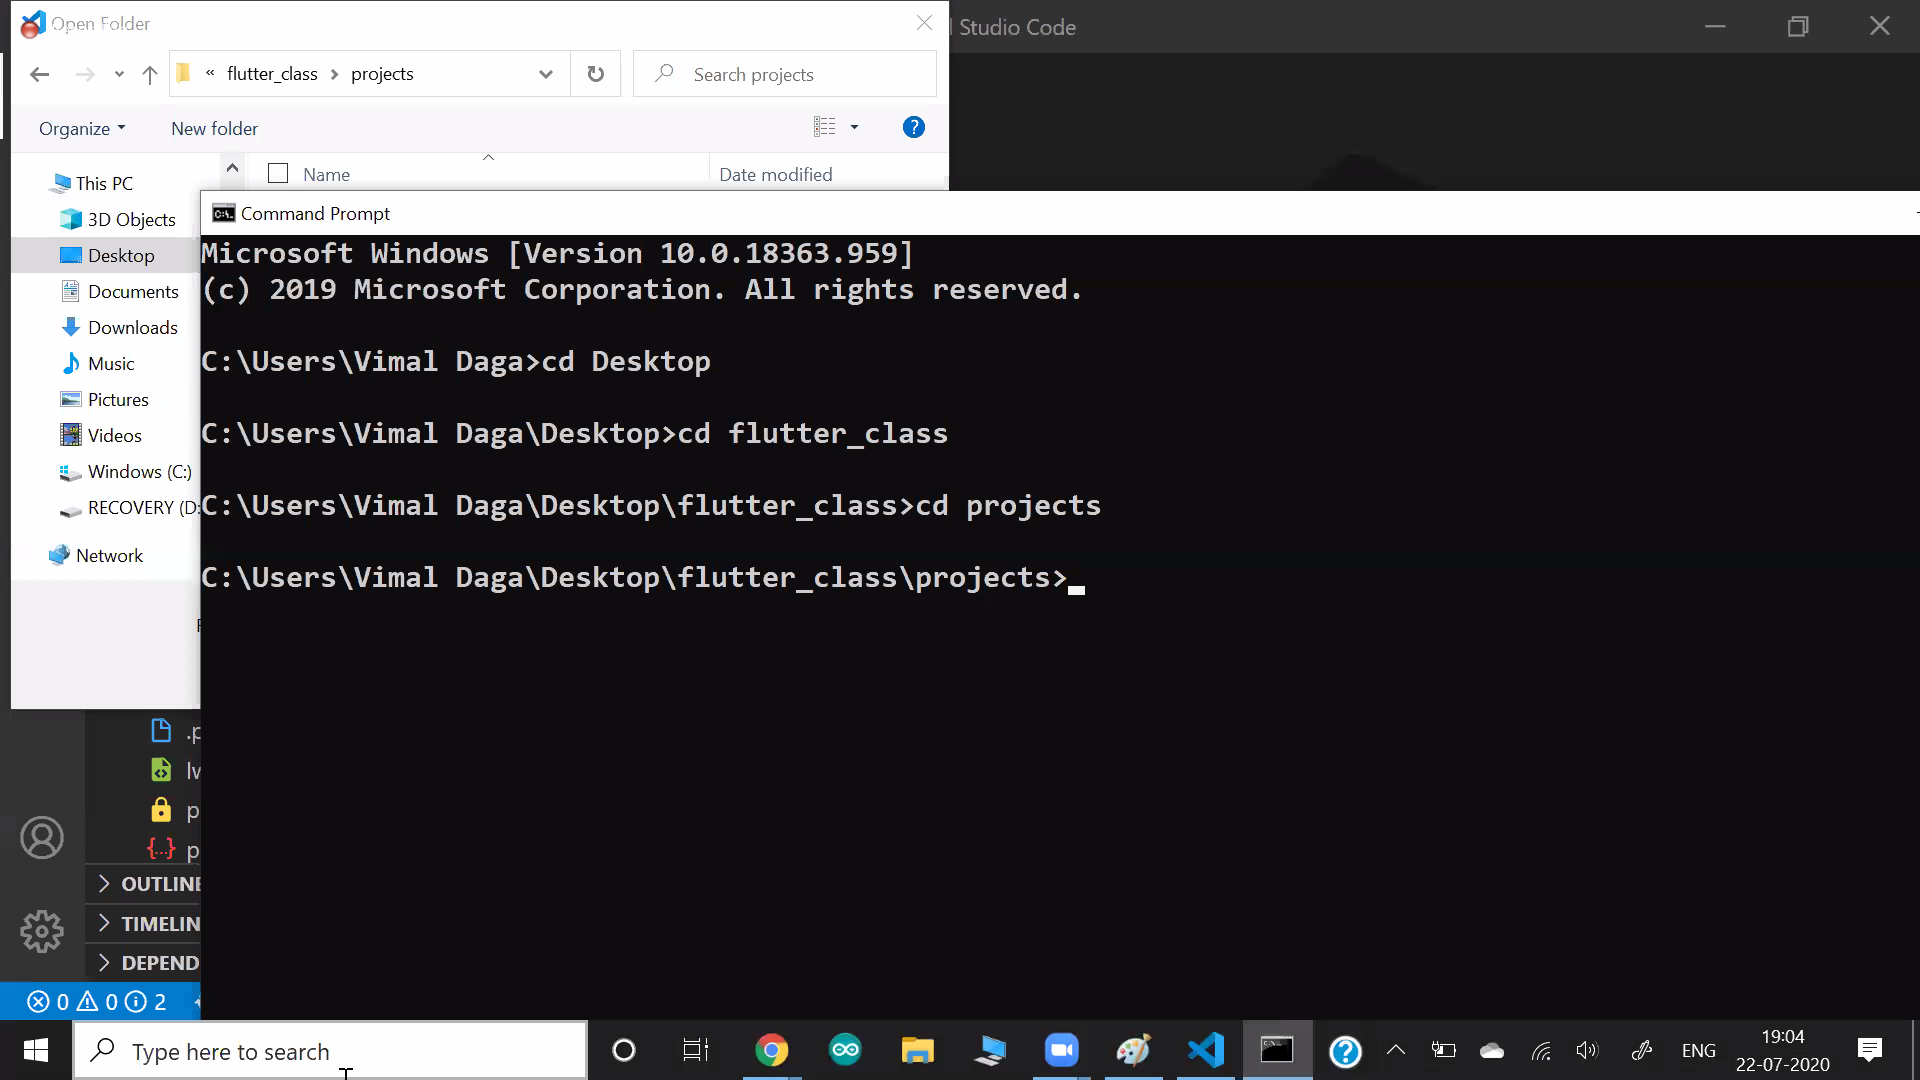 Open Folder
Studio Code
« flutter_class > projects
Search projects
Organize
New folder
Name
Date modified
This PC
3D Objects
Desktop
Documents
Downloads
Music
Pictures
Videos
Windows (C:)
RECOVERY (D:
Network
Command Prompt
Microsoft Windows [Version 10.0.18363.959]
(c) 2019 Microsoft Corporation. All rights reserved.
C:\Users\Vimal Daga>cd Desktop
C:\Users\Vimal Daga\Desktop>cd flutter_class
C:\Users\Vimal Daga\Desktop\flutter_class>cd projects
C:\Users\Vimal Daga\Desktop\flutter_class\projects>
.p
lw
p
p
OUTLINE
TIMELIN
DEPEND
0 0 2
Type here to search
ENG
19:04
22-07-2020